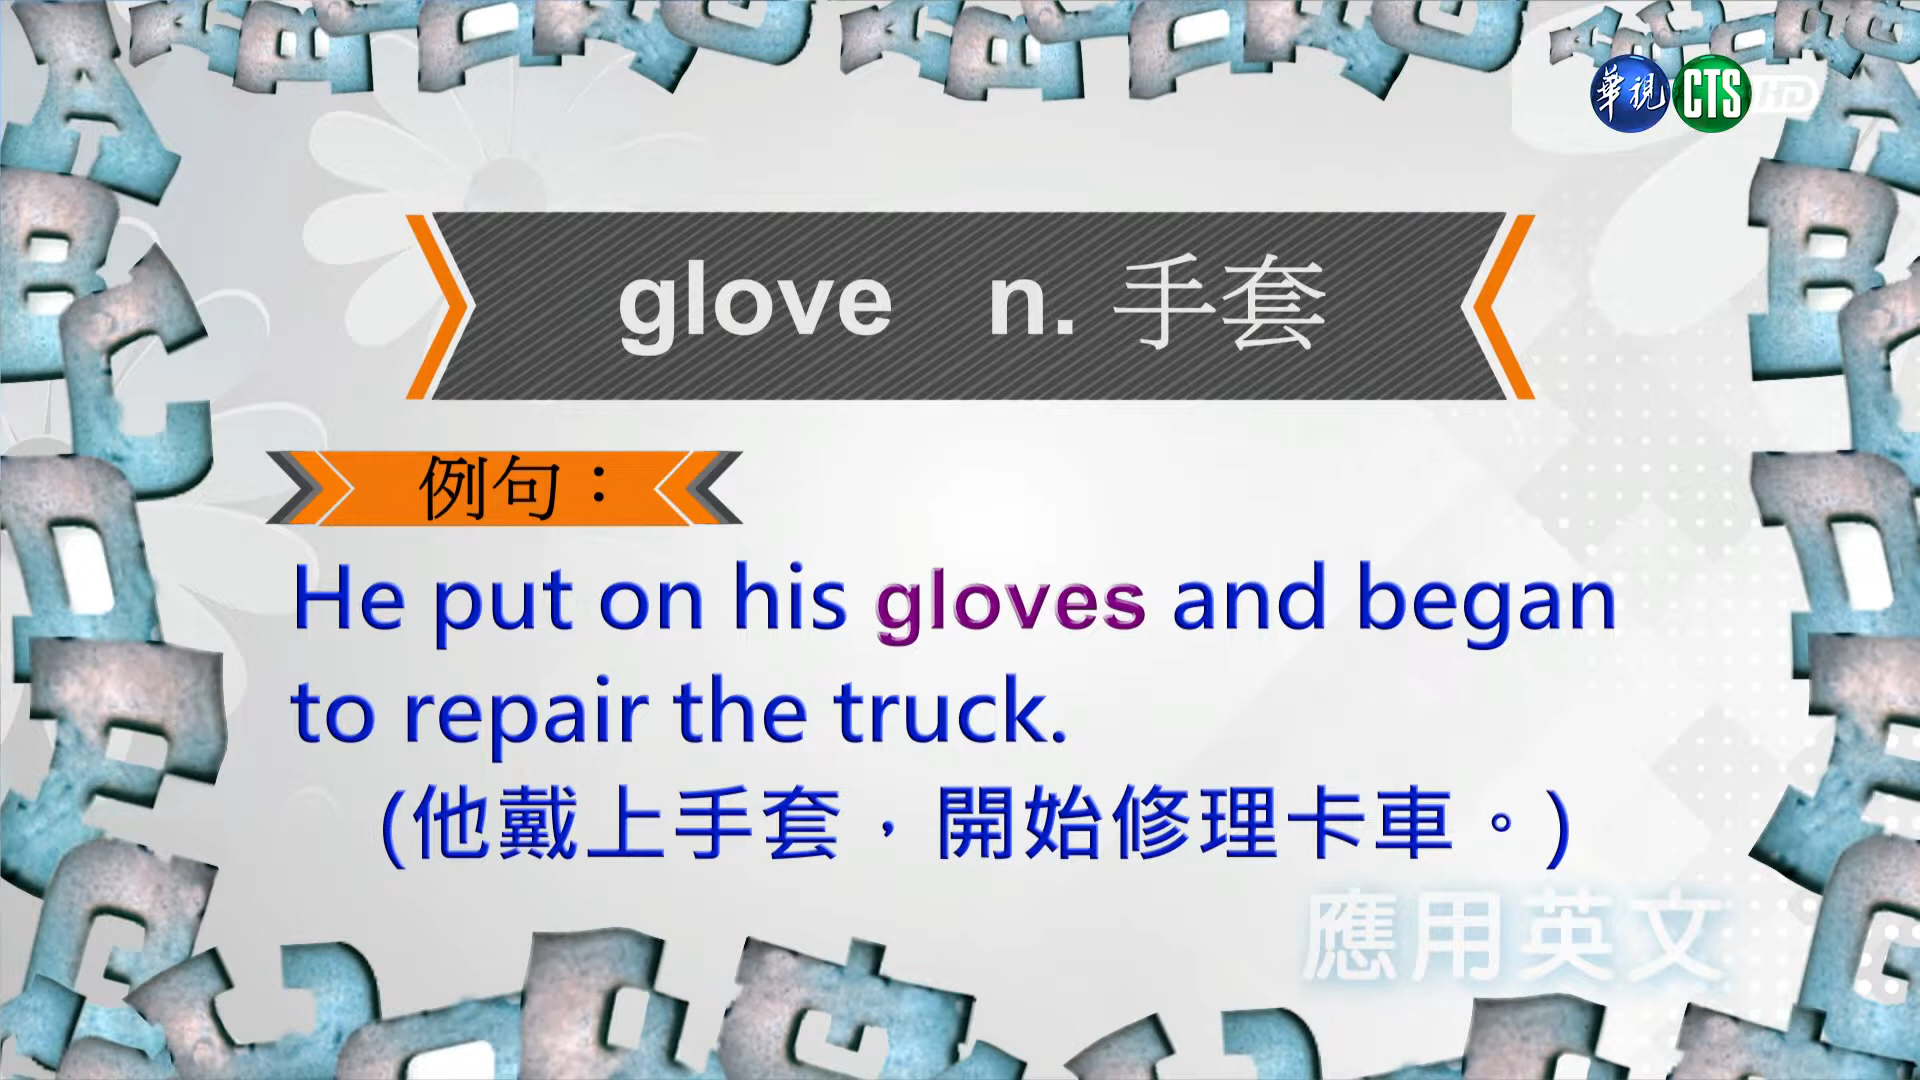 華視 CTS HD
glove n. 手套
例句：
He put on his gloves and began
to repair the truck.
(他戴上手套，開始修理卡車。)
應用英文